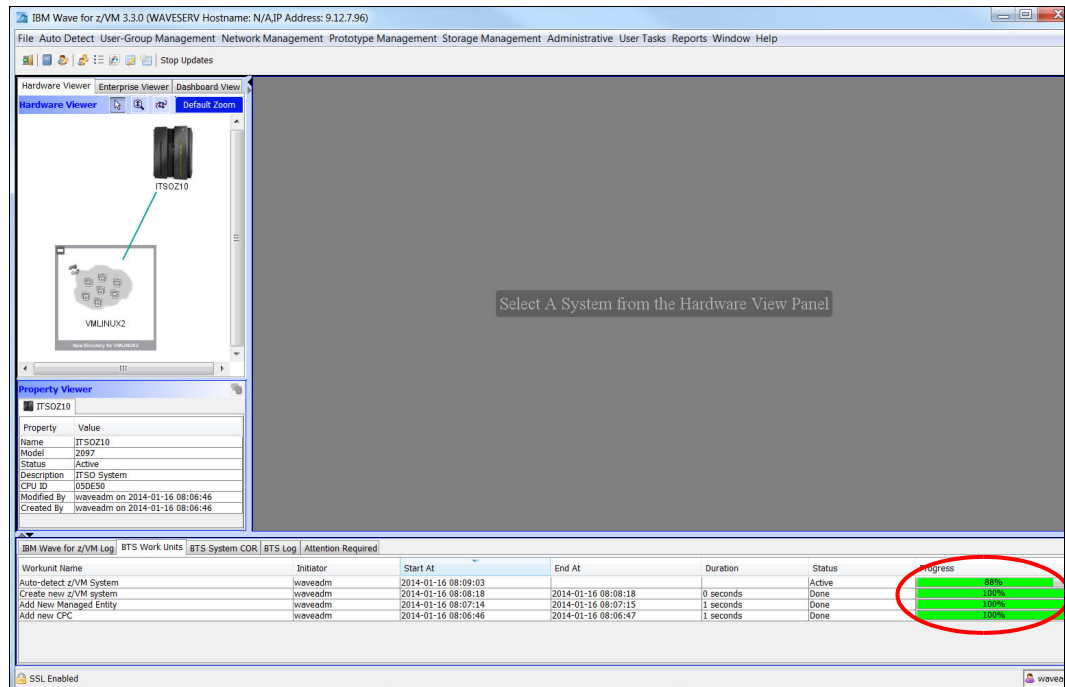 IBM Wave for z/VM 3.3.0 (WAVESERV Hostname: N/A,IP Address: 9.12.7.96)
File Auto Detect User-Group Management Network Management Prototype Management Storage Management Administrative User Tasks Reports Window Help
Stop Updates
Hardware Viewer Enterprise Viewer Dashboard View
Hardware Viewer Default Zoom
ITSOZ10
VMLINUX2
New Directory for VMLINUX2
Select A System from the Hardware View Panel
Property Viewer
ITSOZ10
Property Value
Name ITSOZ10
Model 2097
Status Active
Description ITSO System
CPU ID 05DE50
Modified By waveadm on 2014-01-16 08:06:46
Created By waveadm on 2014-01-16 08:06:46
IBM Wave for z/VM Log BTS Work Units BTS System COR BTS Log Attention Required
Workunit Name Initiator Start At End At Duration Status Progress
Auto-detect z/VM System waveadm 2014-01-16 08:09:03 Active 88%
Create new z/VM system waveadm 2014-01-16 08:08:18 2014-01-16 08:08:18 0 seconds Done 100%
Add New Managed Entity waveadm 2014-01-16 08:07:14 2014-01-16 08:07:15 1 seconds Done 100%
Add new CPC waveadm 2014-01-16 08:06:46 2014-01-16 08:06:47 1 seconds Done 100%
SSL Enabled wavea